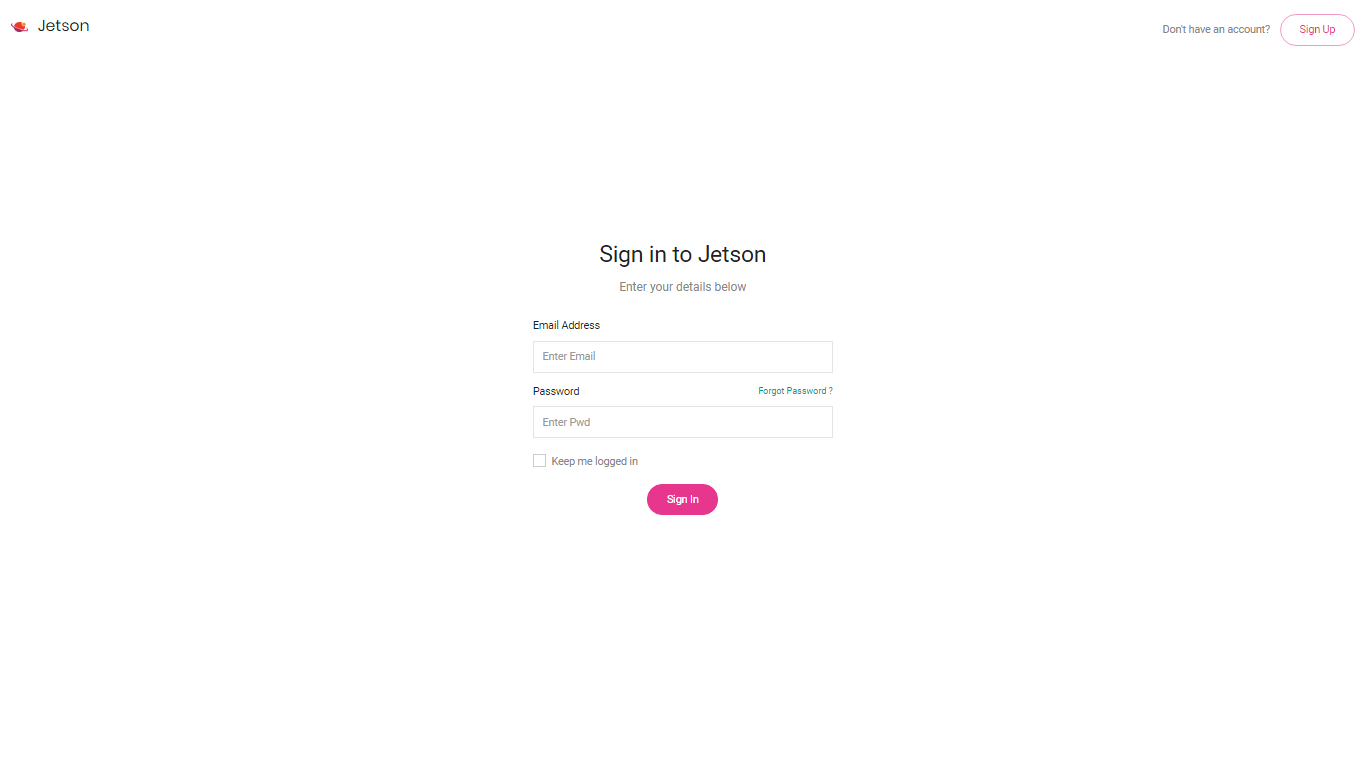 Jetson
Don't have an account?
Sign Up
Sign in to Jetson
Enter your details below
Email Address
Enter Email
Password
Forgot Password ?
Enter Pwd
Keep me logged in
Sign In